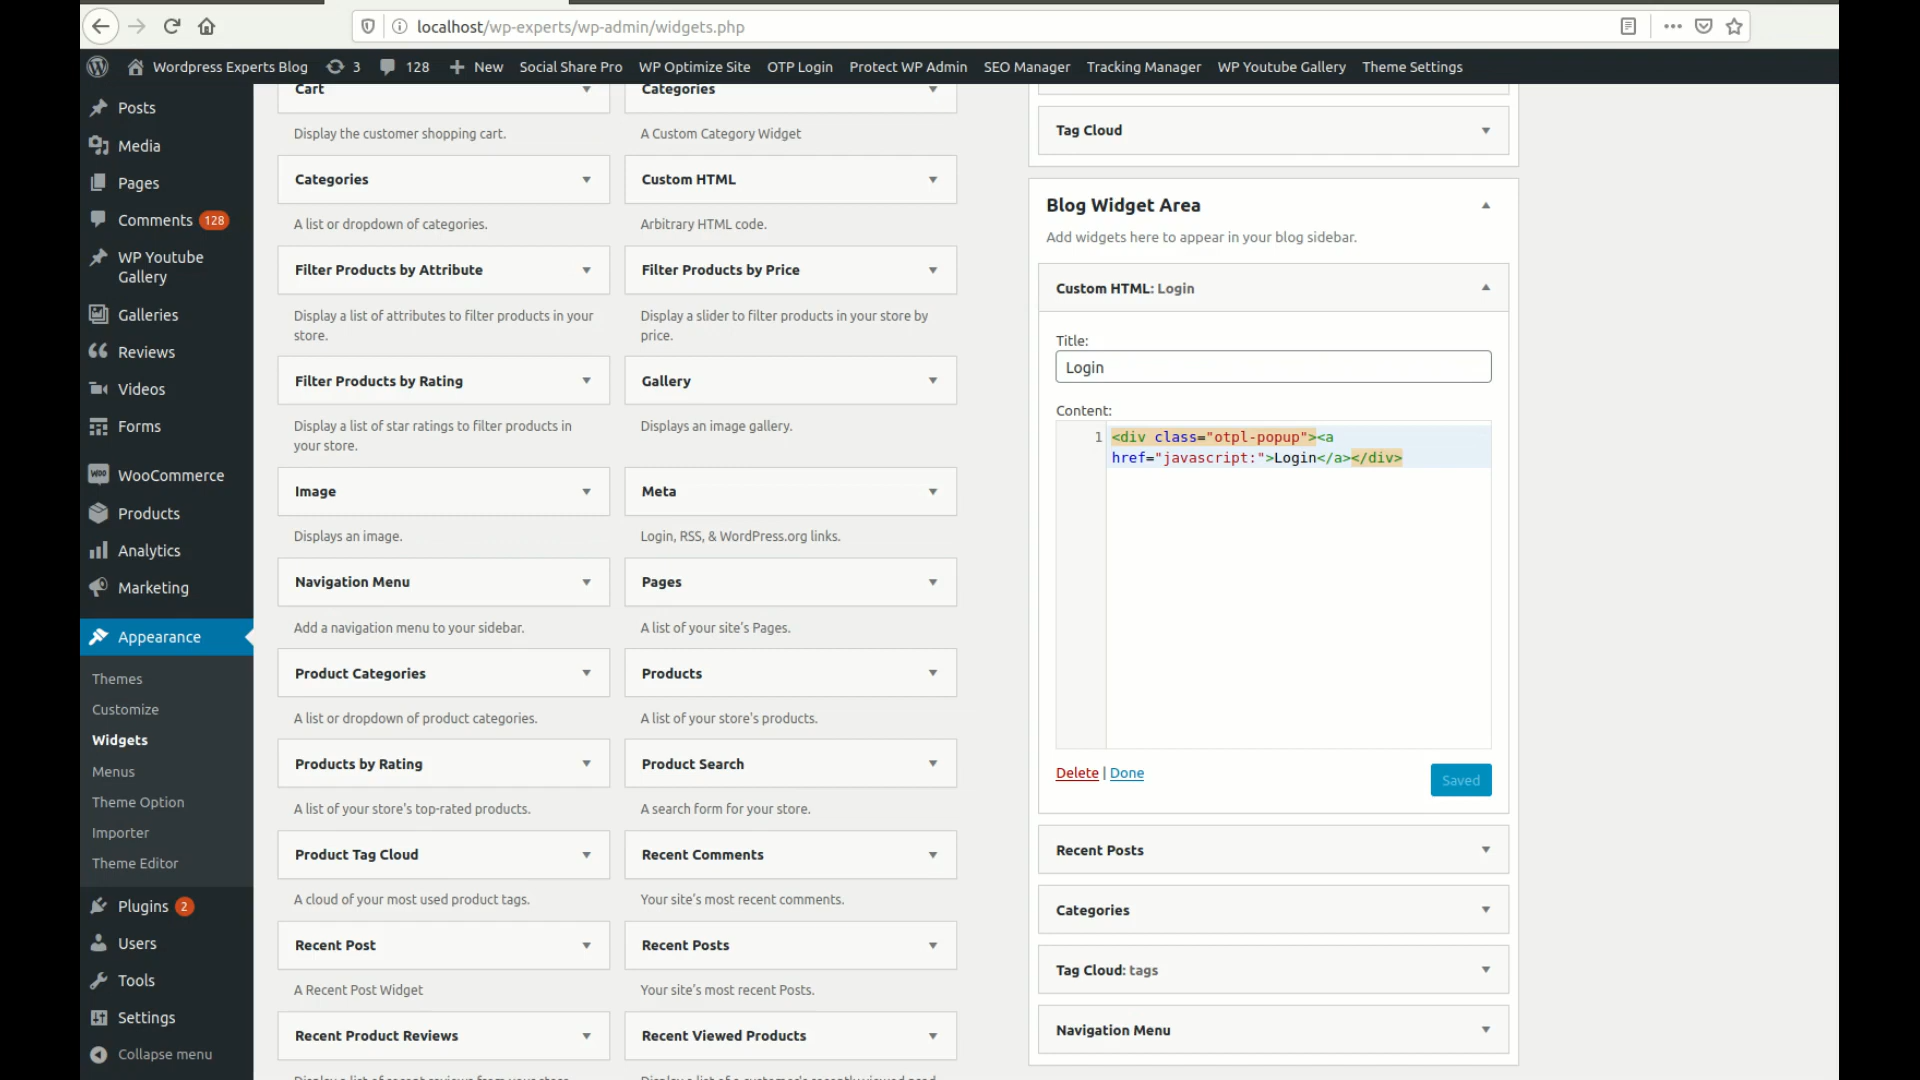 localhost/wp-experts/wp-admin/widgets.php
Wordpress Experts Blog 3 128 New Social Share Pro WP Optimize Site OTP Login Protect WP Admin SEO Manager Tracking Manager WP Youtube Gallery Theme Settings
Posts
Media
Pages
Comments 128
WP Youtube
Gallery
Galleries
Reviews
Videos
Forms
WooCommerce
Products
Analytics
Marketing
Appearance
Themes
Customize
Widgets
Menus
Theme Option
Importer
Theme Editor
Plugins 2
Users
Tools
Settings
Collapse menu
Cart
Display the customer shopping cart.
Categories
A list or dropdown of categories.
Filter Products by Attribute
Display a list of attributes to filter products in your
store.
Filter Products by Rating
Display a list of star ratings to filter products in
your store.
Image
Displays an image.
Navigation Menu
Add a navigation menu to your sidebar.
Product Categories
A list or dropdown of product categories.
Products by Rating
A list of your store's top-rated products.
Product Tag Cloud
A cloud of your most used product tags.
Recent Post
A Recent Post Widget
Recent Product Reviews
Categories
A Custom Category Widget
Custom HTML
Arbitrary HTML code.
Filter Products by Price
Display a slider to filter products in your store by
price.
Gallery
Displays an image gallery.
Meta
Login, RSS, & WordPress.org links.
Pages
A list of your site's Pages.
Products
A list of your store's products.
Product Search
A search form for your store.
Recent Comments
Your site's most recent comments.
Recent Posts
Your site's most recent Posts.
Recent Viewed Products
Tag Cloud
Blog Widget Area
Add widgets here to appear in your blog sidebar.
Custom HTML: Login
Title:
Login
Content:
1 <div class="otpl-popup"><a
href="javascript:">Login</a></div>
Delete | Done
Saved
Recent Posts
Categories
Tag Cloud: tags
Navigation Menu